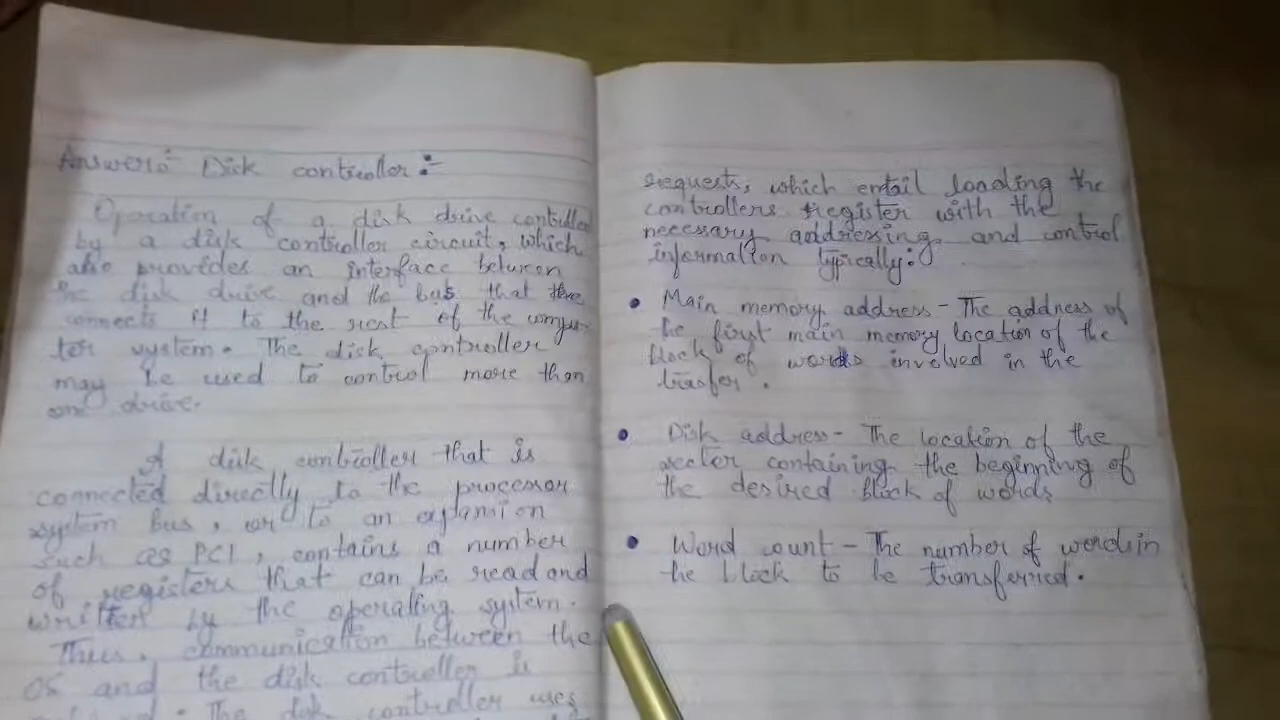 Answer:- Disk controller :-
Operation of a disk drive controlled
by a disk controller circuit, which
also provides an interface between
the disk drive and the bus that
connects it to the rest of the compu-
ter system. The disk controller
may be used to control more than
one drive.
A disk controller that is
connected directly to the processor
system bus, or to an expansion
such as PCI, contains a number
of registers that can be read and
written by the operating system.
Thus, communication between the
OS and the disk controller is
The disk controller uses
requests, which entail loading the
controllers register with the
necessary addressing and control
information typically:
• Main memory address - The address of
the first main memory location of the
block of words involved in the
trasfer.
• Disk address - The location of the
sector containing the beginning of
the desired block of words
• Word count - The number of words in
the block to be transferred.